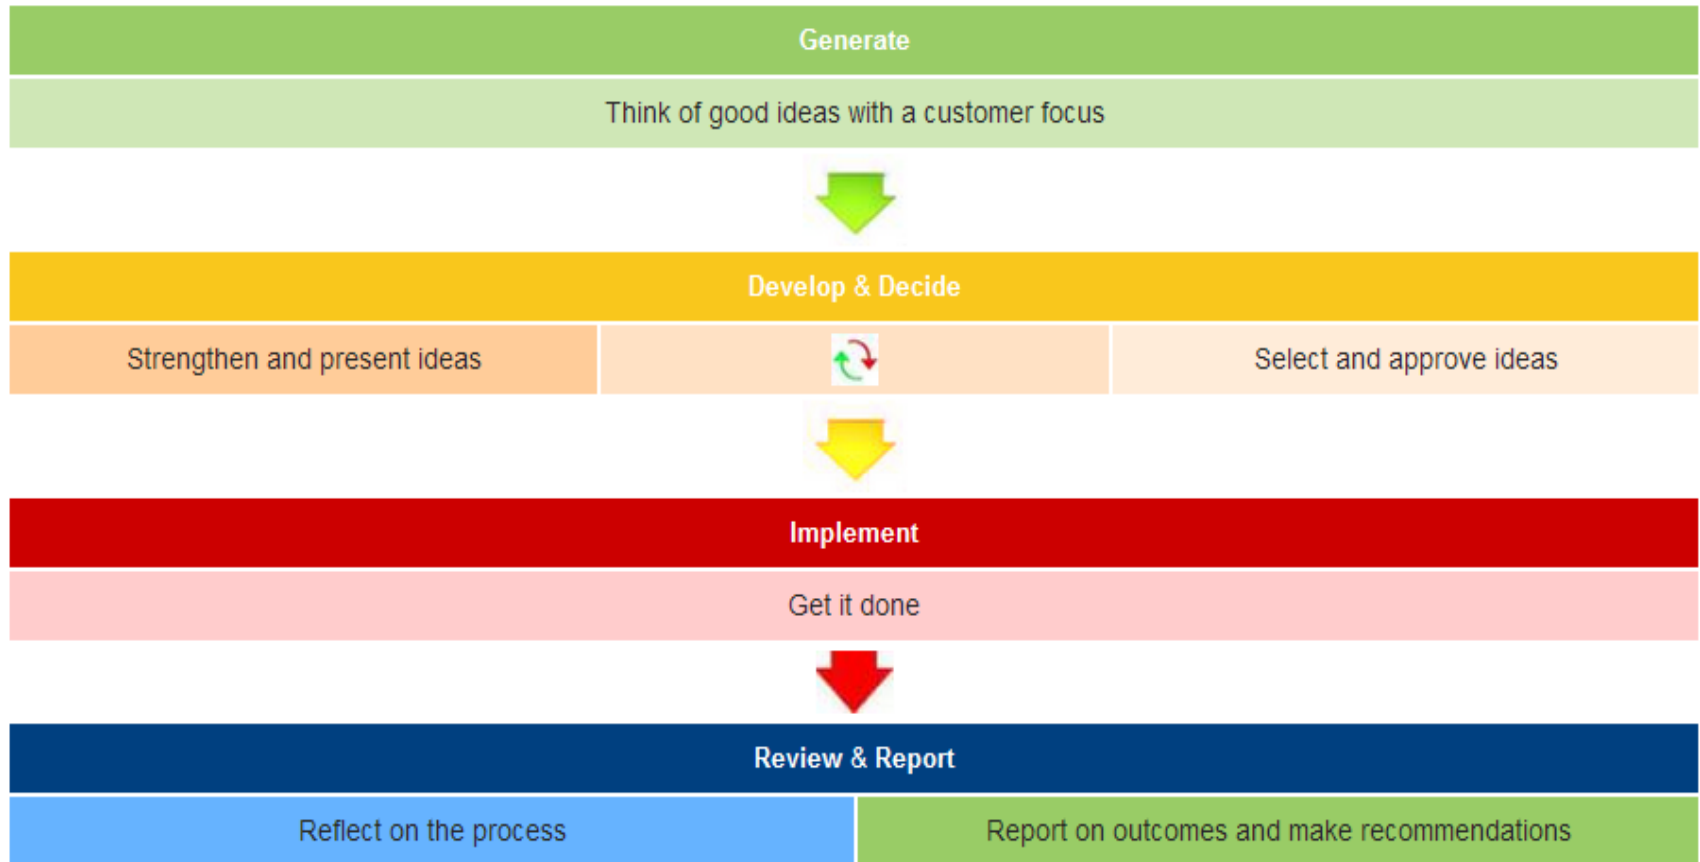 Generate
Think of good ideas with a customer focus
Develop & Decide
Strengthen and present ideas
Select and approve ideas
Implement
Get it done
Review & Report
Reflect on the process
Report on outcomes and make recommendations